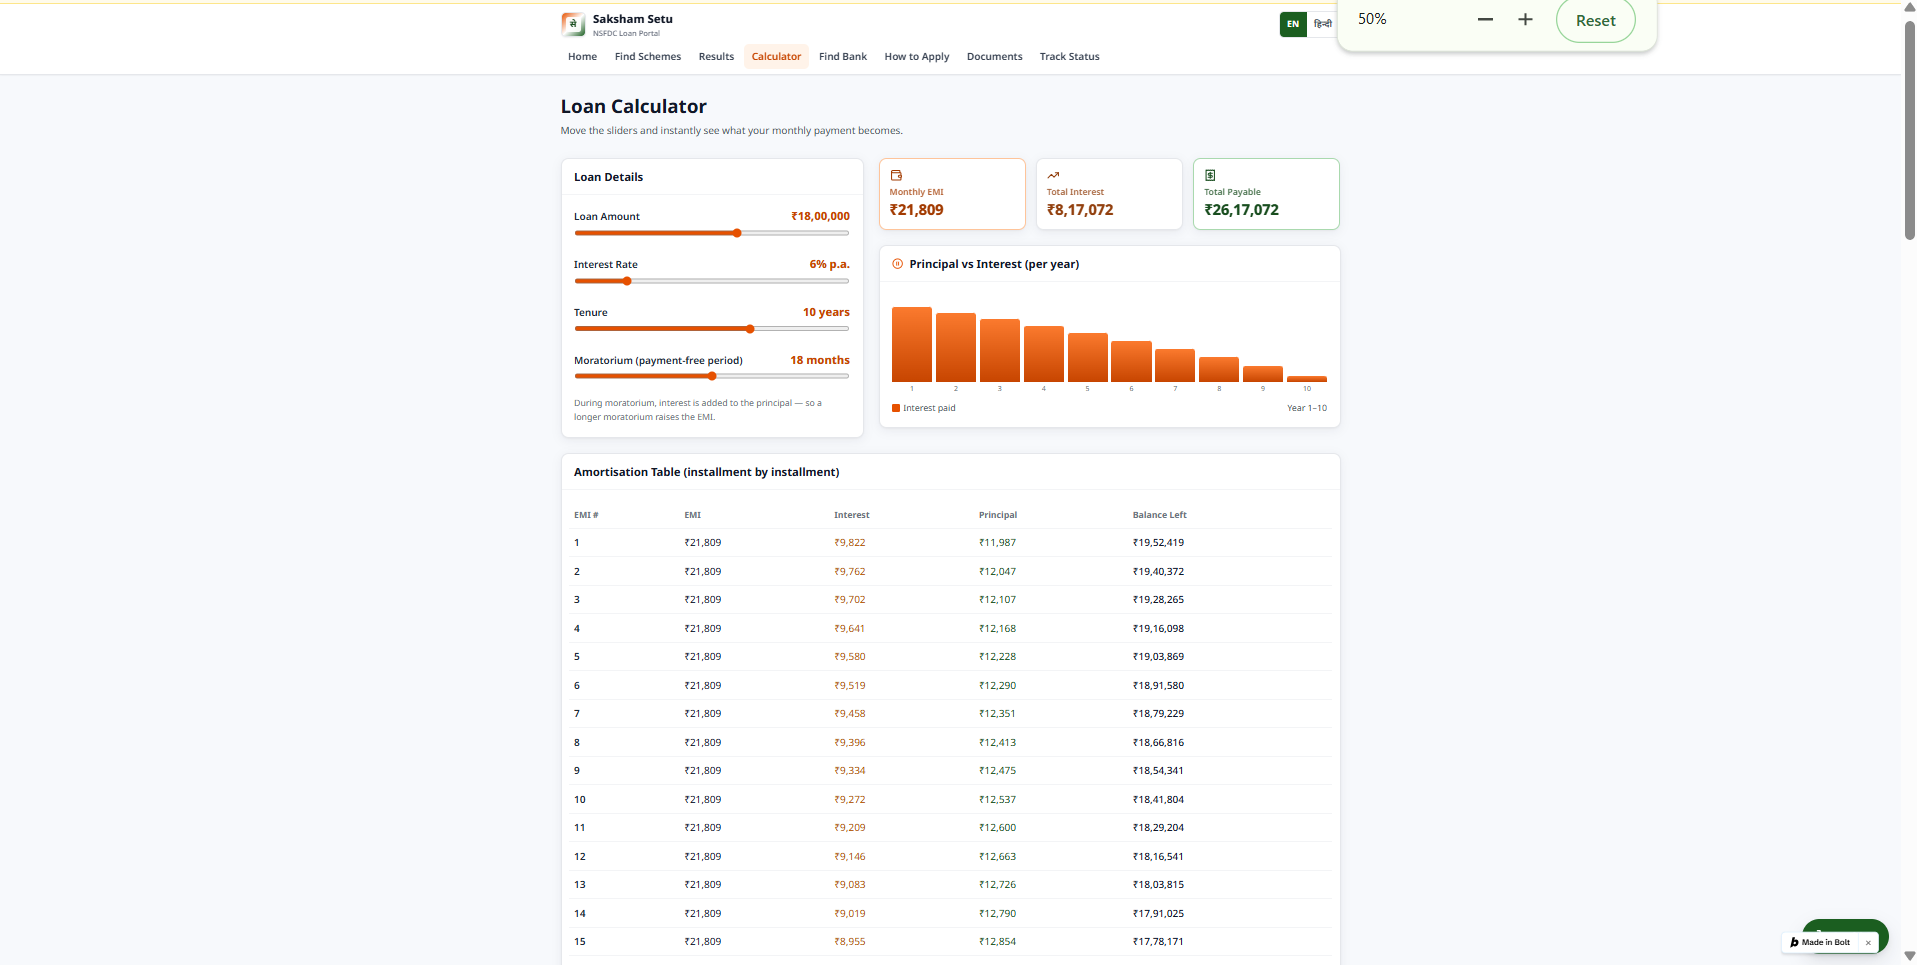 से
Saksham Setu
NSFDC Loan Portal
EN हिन्दी
50% Reset
Home Find Schemes Results Calculator Find Bank How to Apply Documents Track Status
Loan Calculator
Move the sliders and instantly see what your monthly payment becomes.
Loan Details
Loan Amount ₹18,00,000
Interest Rate 6% p.a.
Tenure 10 years
Moratorium (payment-free period) 18 months
During moratorium, interest is added to the principal — so a
longer moratorium raises the EMI.
Monthly EMI
₹21,809
Total Interest
₹8,17,072
Total Payable
₹26,17,072
Principal vs Interest (per year)
1 2 3 4 5 6 7 8 9 10
Interest paid Year 1–10
Amortisation Table (installment by installment)
EMI # EMI Interest Principal Balance Left
1 ₹21,809 ₹9,822 ₹11,987 ₹19,52,419
2 ₹21,809 ₹9,762 ₹12,047 ₹19,40,372
3 ₹21,809 ₹9,702 ₹12,107 ₹19,28,265
4 ₹21,809 ₹9,641 ₹12,168 ₹19,16,098
5 ₹21,809 ₹9,580 ₹12,228 ₹19,03,869
6 ₹21,809 ₹9,519 ₹12,290 ₹18,91,580
7 ₹21,809 ₹9,458 ₹12,351 ₹18,79,229
8 ₹21,809 ₹9,396 ₹12,413 ₹18,66,816
9 ₹21,809 ₹9,334 ₹12,475 ₹18,54,341
10 ₹21,809 ₹9,272 ₹12,537 ₹18,41,804
11 ₹21,809 ₹9,209 ₹12,600 ₹18,29,204
12 ₹21,809 ₹9,146 ₹12,663 ₹18,16,541
13 ₹21,809 ₹9,083 ₹12,726 ₹18,03,815
14 ₹21,809 ₹9,019 ₹12,790 ₹17,91,025
15 ₹21,809 ₹8,955 ₹12,854 ₹17,78,171
b Made in Bolt ×